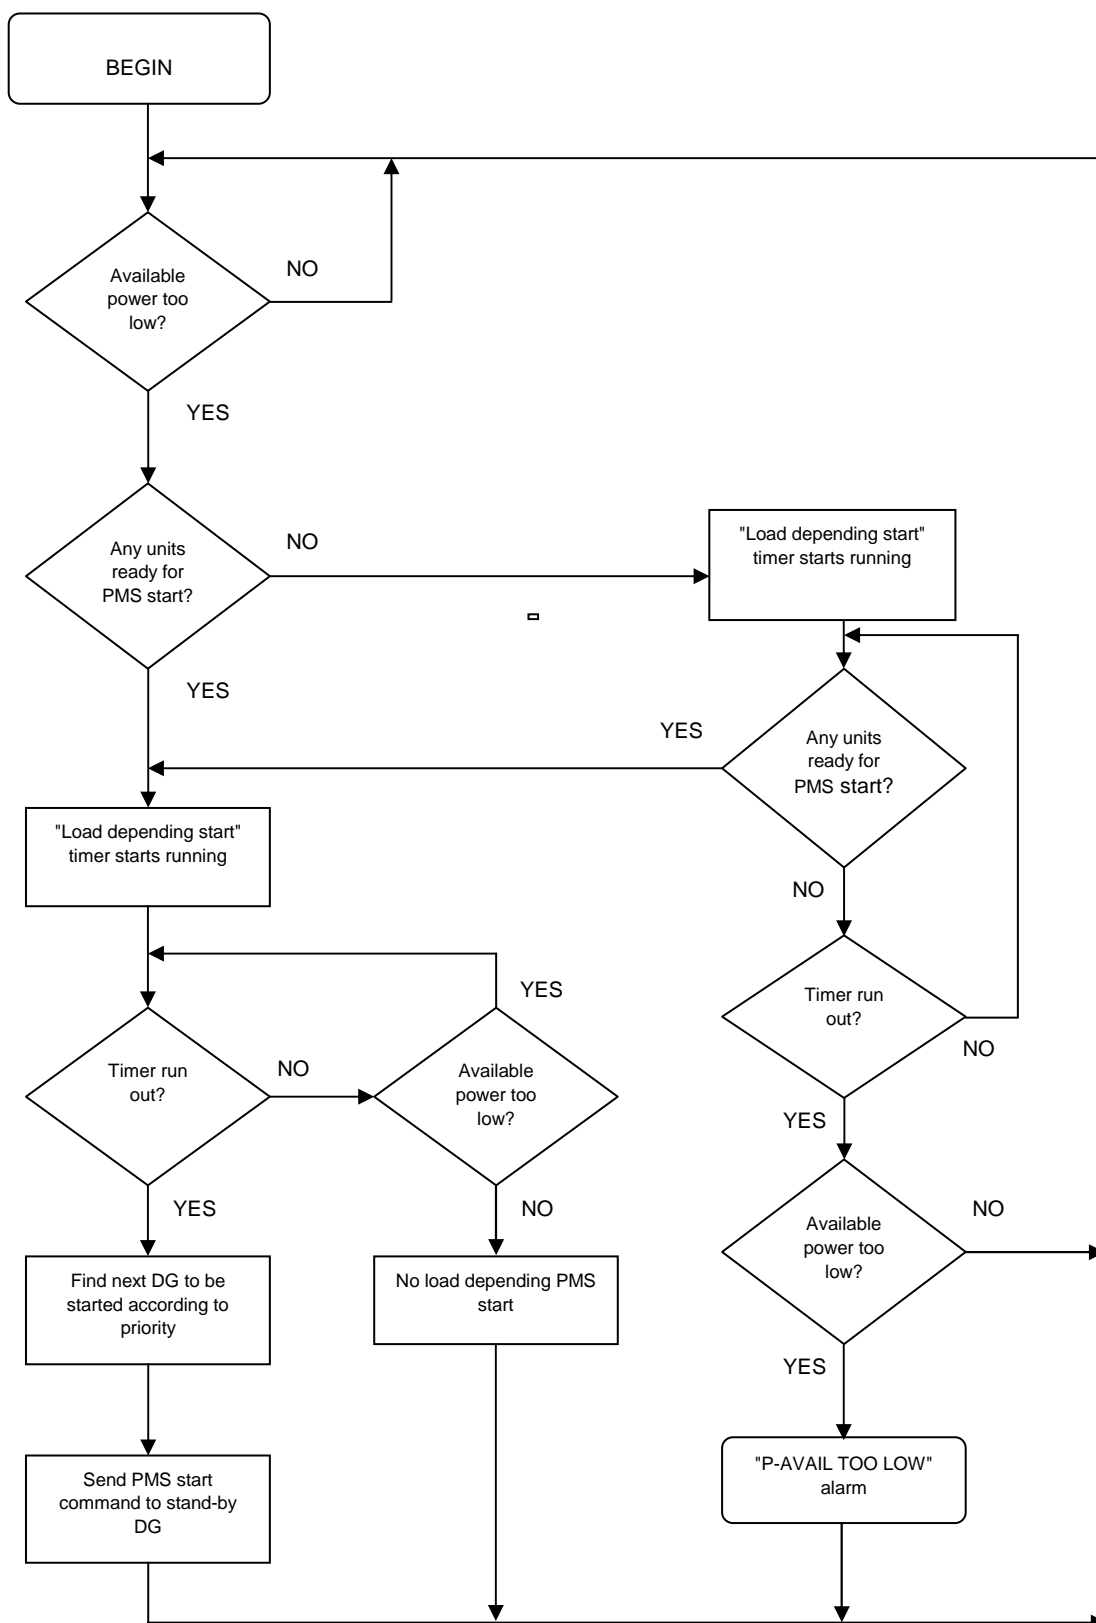 BEGIN
Available
power too
low?
NO
YES
Any units
ready for
PMS start?
NO
YES
"Load depending start"
timer starts running
Any units
ready for
PMS start?
YES
NO
"Load depending start"
timer starts running
Timer run
out?
NO
YES
Timer run
out?
NO
YES
Available
power too
low?
YES
NO
Available
power too
low?
NO
YES
Find next DG to be
started according to
priority
No load depending PMS
start
Send PMS start
command to stand-by
DG
"P-AVAIL TOO LOW"
alarm